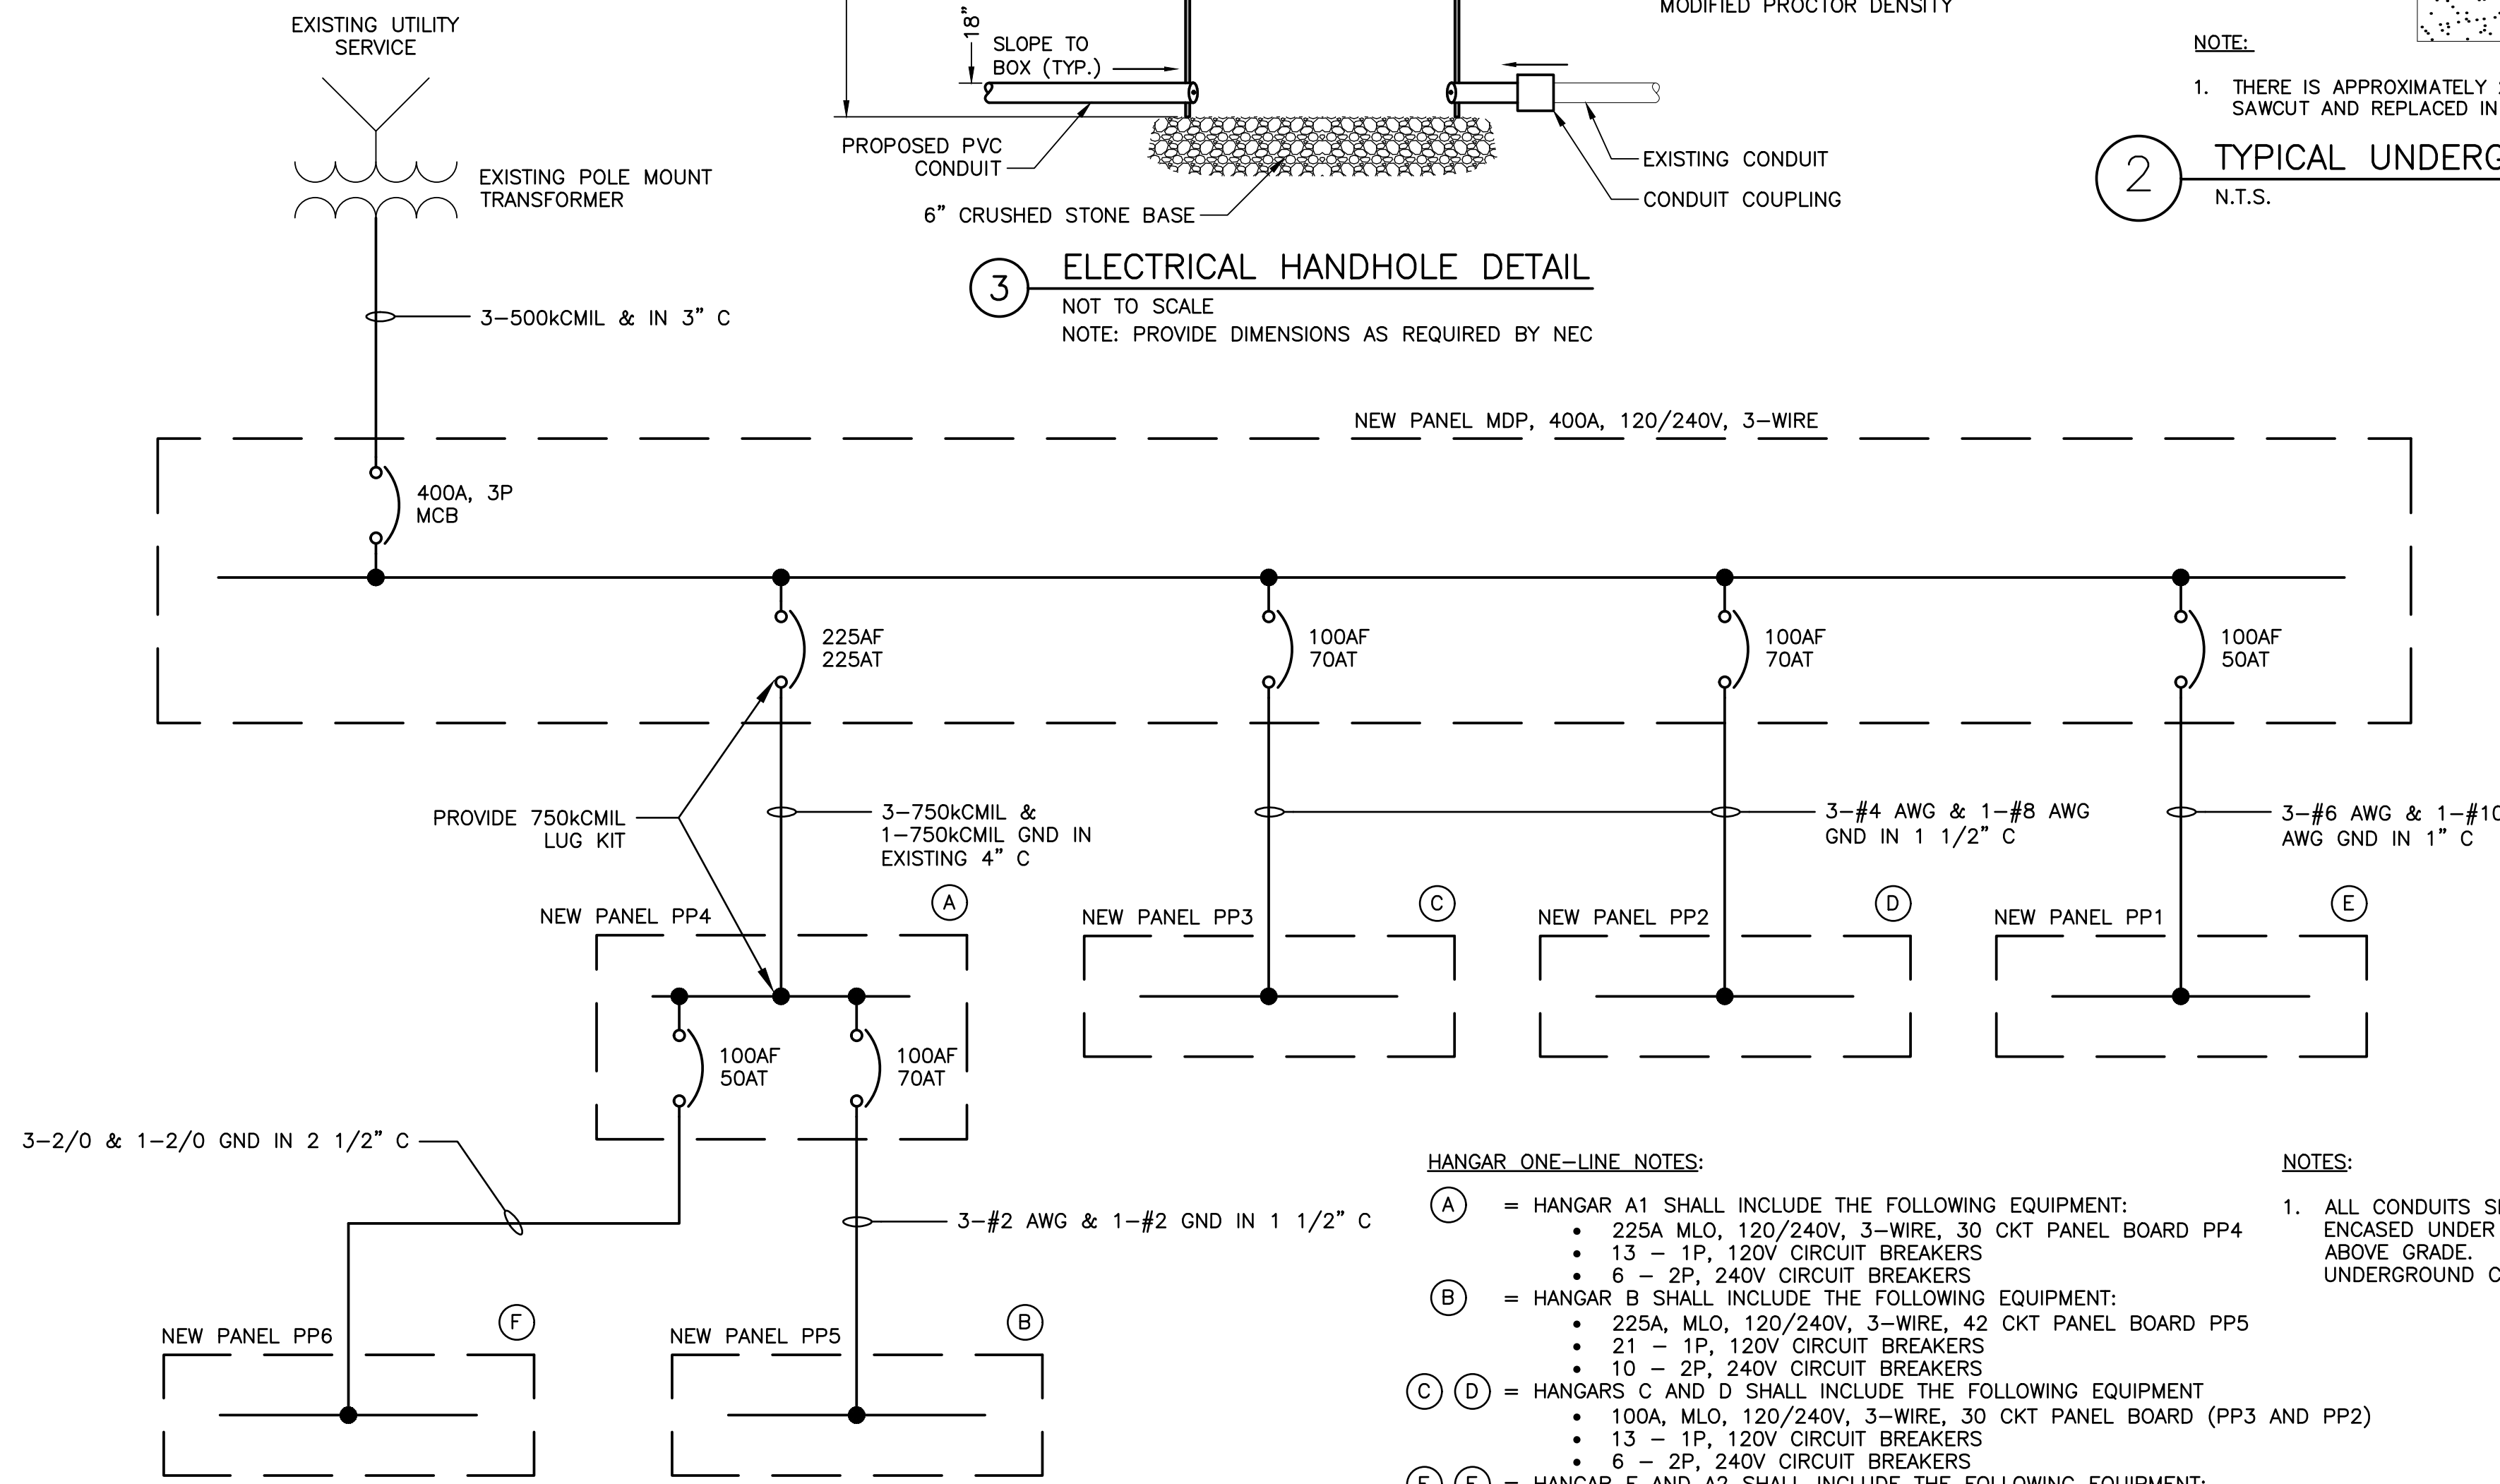 EXISTING UTILITY
SERVICE
EXISTING POLE MOUNT
TRANSFORMER
3-500kCMIL & IN 3" C
18"
SLOPE TO
BOX (TYP.)
PROPOSED PVC
CONDUIT
6" CRUSHED STONE BASE
MODIFIED PROCTOR DENSITY
EXISTING CONDUIT
CONDUIT COUPLING
3
ELECTRICAL HANDHOLE DETAIL
NOT TO SCALE
NOTE: PROVIDE DIMENSIONS AS REQUIRED BY NEC
NOTE:
1. THERE IS APPROXIMATELY
SAWCUT AND REPLACED IN
2
TYPICAL
N.T.S.
NEW PANEL MDP, 400A, 120/240V, 3-WIRE
400A, 3P
MCB
225AF
225AT
100AF
70AT
100AF
70AT
100AF
50AT
PROVIDE 750kCMIL
LUG KIT
3-750kCMIL &
1-750kCMIL GND IN
EXISTING 4" C
3-#4 AWG & 1-#8 AWG
GND IN 1 1/2" C
3-#6 AWG & 1-#10
AWG GND IN 1" C
NEW PANEL PP4
A
NEW PANEL PP3
C
NEW PANEL PP2
D
NEW PANEL PP1
E
100AF
50AT
100AF
70AT
3-2/0 & 1-2/0 GND IN 2 1/2" C
3-#2 AWG & 1-#2 GND IN 1 1/2" C
NEW PANEL PP6
F
NEW PANEL PP5
B
HANGAR ONE-LINE NOTES:
A = HANGAR A1 SHALL INCLUDE THE FOLLOWING EQUIPMENT:
• 225A MLO, 120/240V, 3-WIRE, 30 CKT PANEL BOARD PP4
• 13 - 1P, 120V CIRCUIT BREAKERS
• 6 - 2P, 240V CIRCUIT BREAKERS
B = HANGAR B SHALL INCLUDE THE FOLLOWING EQUIPMENT:
• 225A, MLO, 120/240V, 3-WIRE, 42 CKT PANEL BOARD PP5
• 21 - 1P, 120V CIRCUIT BREAKERS
• 10 - 2P, 240V CIRCUIT BREAKERS
C D = HANGARS C AND D SHALL INCLUDE THE FOLLOWING EQUIPMENT
• 100A, MLO, 120/240V, 3-WIRE, 30 CKT PANEL BOARD (PP3 AND PP2)
• 13 - 1P, 120V CIRCUIT BREAKERS
• 6 - 2P, 240V CIRCUIT BREAKERS
= HANGAR E AND A2 SHALL INCLUDE THE FOLLOWING EQUIPMENT:
NOTES:
1. ALL CONDUITS
ENCASED UNDER
ABOVE GRADE.
UNDERGROUND